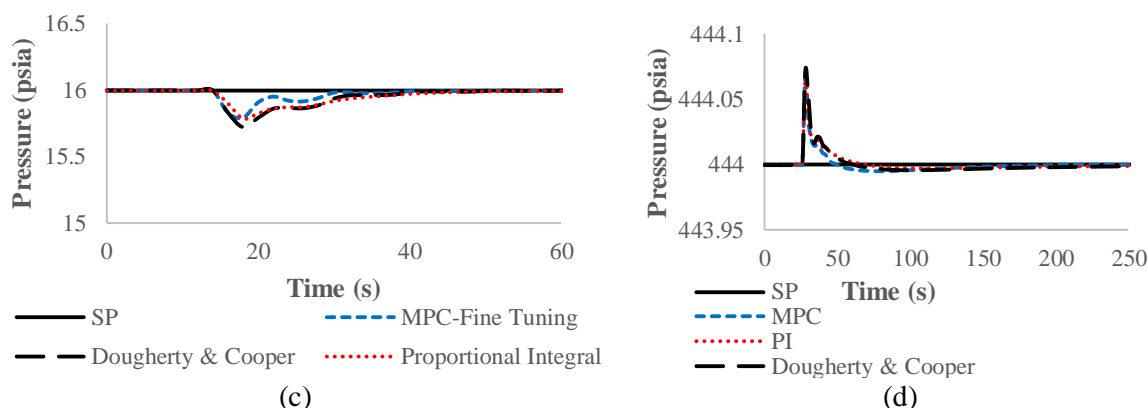 16.5
16
15.5
15
Pressure (psia)
0 20 40 60
Time (s)
SP
MPC-Fine Tuning
Dougherty & Cooper
Proportional Integral
(c)
444.1
444.05
444
443.95
Pressure (psia)
0 50 100 150 200 250
Time (s)
SP
MPC
PI
Dougherty & Cooper
(d)